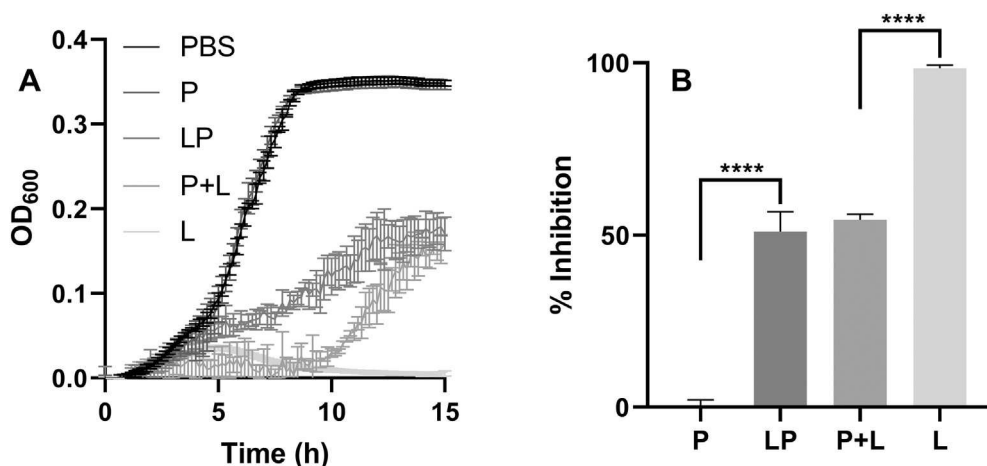 A
PBS
P
LP
P+L
L
0.4
0.3
0.2
0.1
0.0
OD600
0
5
10
15
Time (h)
B
****
****
100
50
0
% Inhibition
P
LP
P+L
L